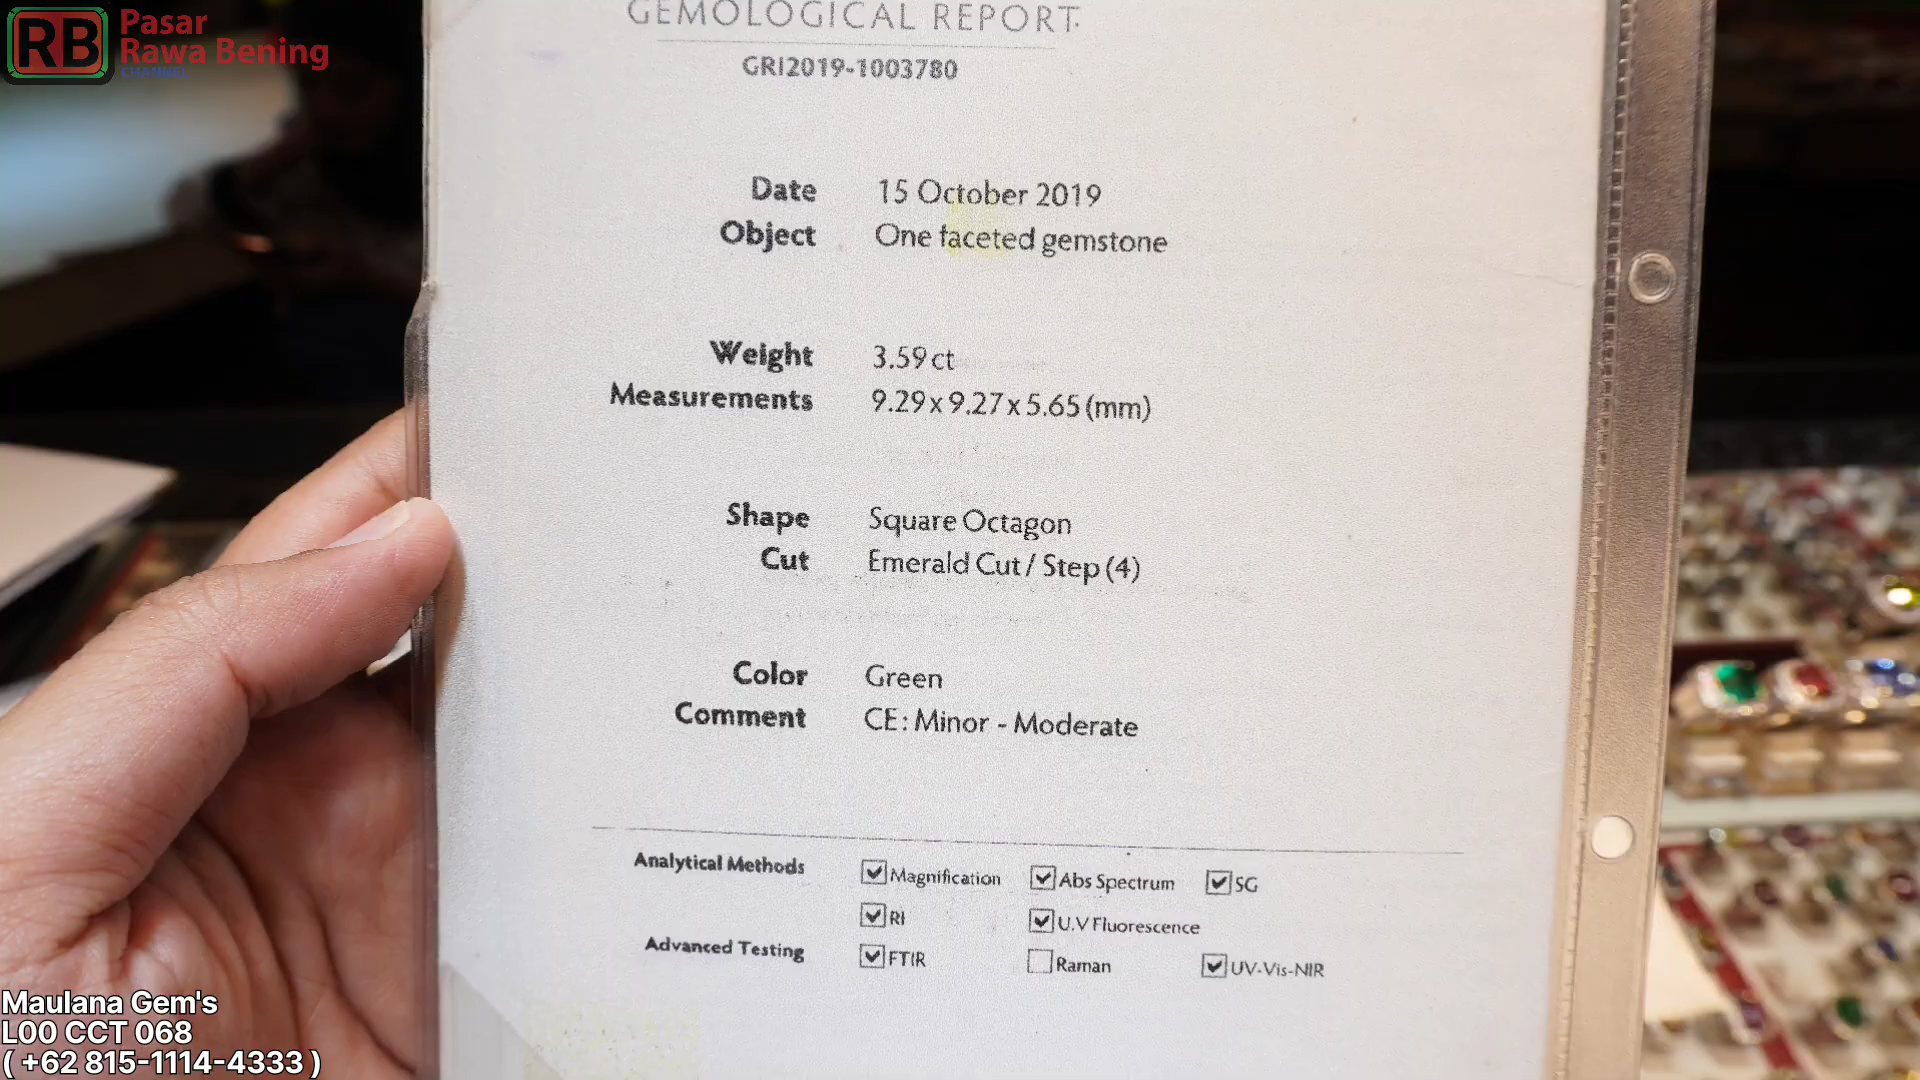 RB Pasar
Rawa Bening
CHANNEL
GEMOLOGICAL REPORT
GRI2019-1003780
Date 15 October 2019
Object One faceted gemstone
Weight 3.59 ct
Measurements 9.29 x 9.27 x 5.65 (mm)
Shape Square Octagon
Cut Emerald Cut / Step (4)
Color Green
Comment CE: Minor - Moderate
Analytical Methods Magnification Abs Spectrum SG
RI U.V Fluorescence
Advanced Testing FTIR Raman UV-Vis-NIR
Maulana Gem's
L00 CCT 068
( +62 815-1114-4333 )